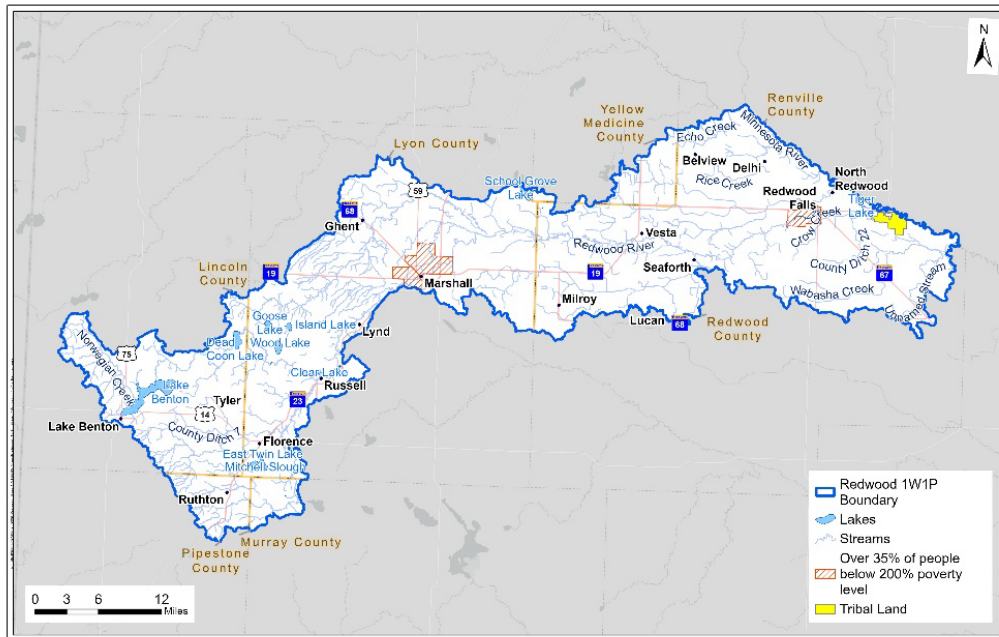 N
Renville
County
Yellow
Medicine
County
Echo Creek
Minnesota River
Lyon County
Belview
Delhi
North
Redwood
School Grove
Lake
Rice Creek
Redwood
Falls
Tiger
Lake
59
68
Ghent
Crow Creek
Vesta
Redwood River
County Ditch 22
Lincoln
County
19
19
Seaforth
67
Marshall
Wabasha Creek
Unnamed Stream
Milroy
Lucan
68
Redwood
County
Goose
Lake
Island Lake
Lynd
Dead
Coon Lake
Wood Lake
Norwegian Creek
75
Clear Lake
Russell
Lake
Benton
Tyler
23
14
Lake Benton
County Ditch 7
Florence
East Twin Lake
Mitchell Slough
Ruthton
Murray County
Pipestone
County
Redwood 1W1P
Boundary
Lakes
Streams
Over 35% of people
below 200% poverty
level
Tribal Land
0 3 6 12
Miles